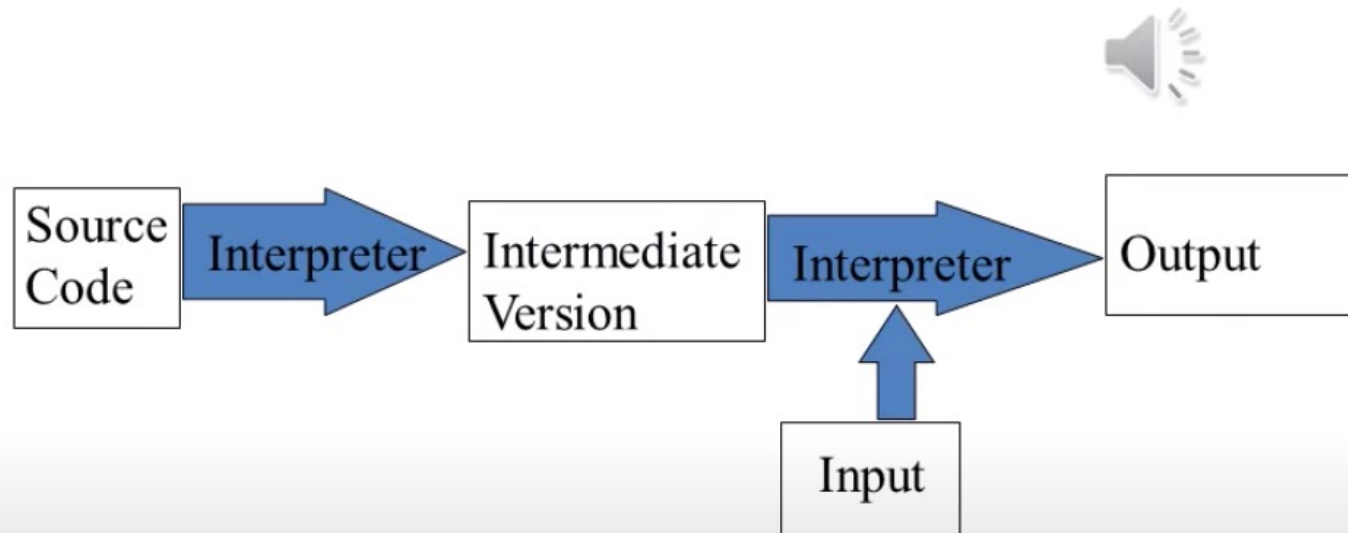 Source
Code
Interpreter
Intermediate
Version
Interpreter
Output
Input